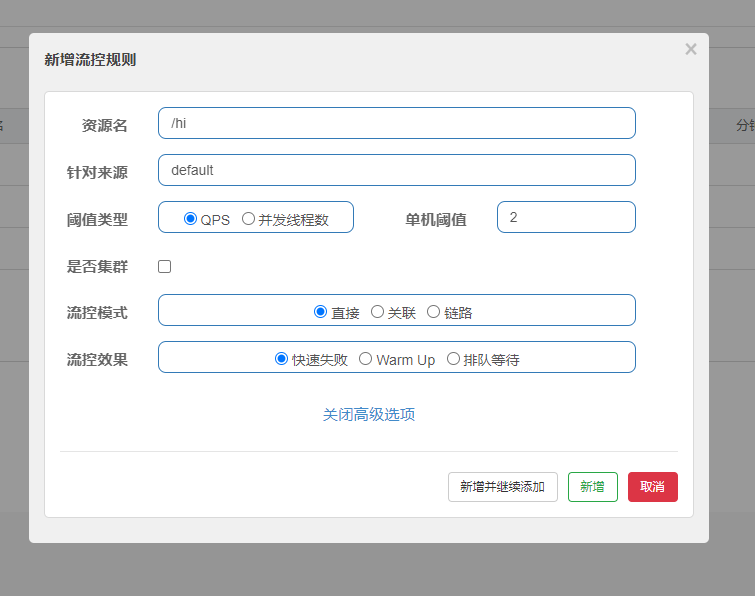 新增流控规则 ×
资源名 /hi
针对来源 default
阈值类型 QPS 并发线程数 单机阈值 2
是否集群
流控模式 直接 关联 链路
流控效果 快速失败 Warm Up 排队等待
关闭高级选项
新增并继续添加 新增 取消